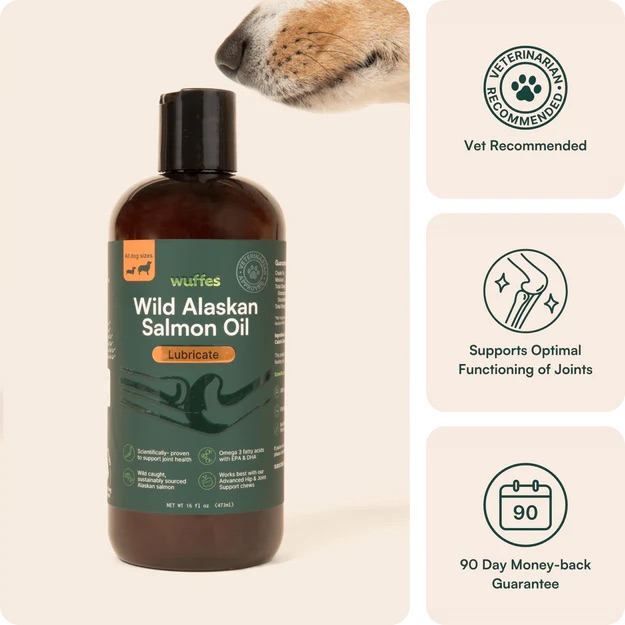 All dog sizes
VETERINARIAN
APPROVED
wuffes
Wild Alaskan
Salmon Oil
Lubricate
Scientifically- proven
to support joint health
Omega 3 fatty acids
with EPA & DHA
Wild caught,
sustainably sourced
Alaskan salmon
Works best with our
Advanced Hip & Joint
Support chews
NET WT 16 fl oz (473ml)
VETERINARIAN
RECOMMENDED
Vet Recommended
Supports Optimal
Functioning of Joints
90
90 Day Money-back
Guarantee